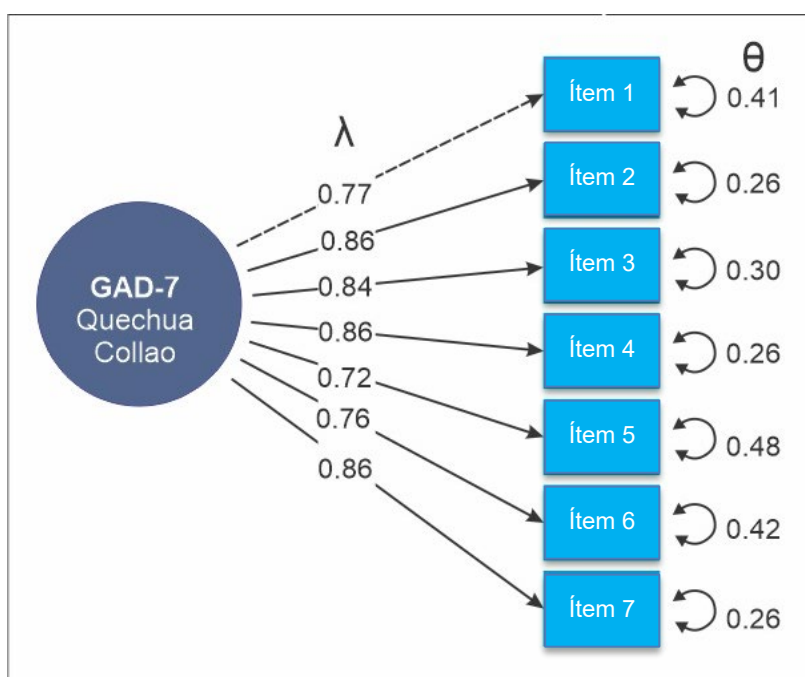 θ
Ítem 1
0.41
λ
0.77
Ítem 2
0.26
0.86
GAD-7
Quechua
Collao
0.84
Ítem 3
0.30
0.86
Ítem 4
0.26
0.72
Ítem 5
0.48
0.76
Ítem 6
0.42
0.86
Ítem 7
0.26